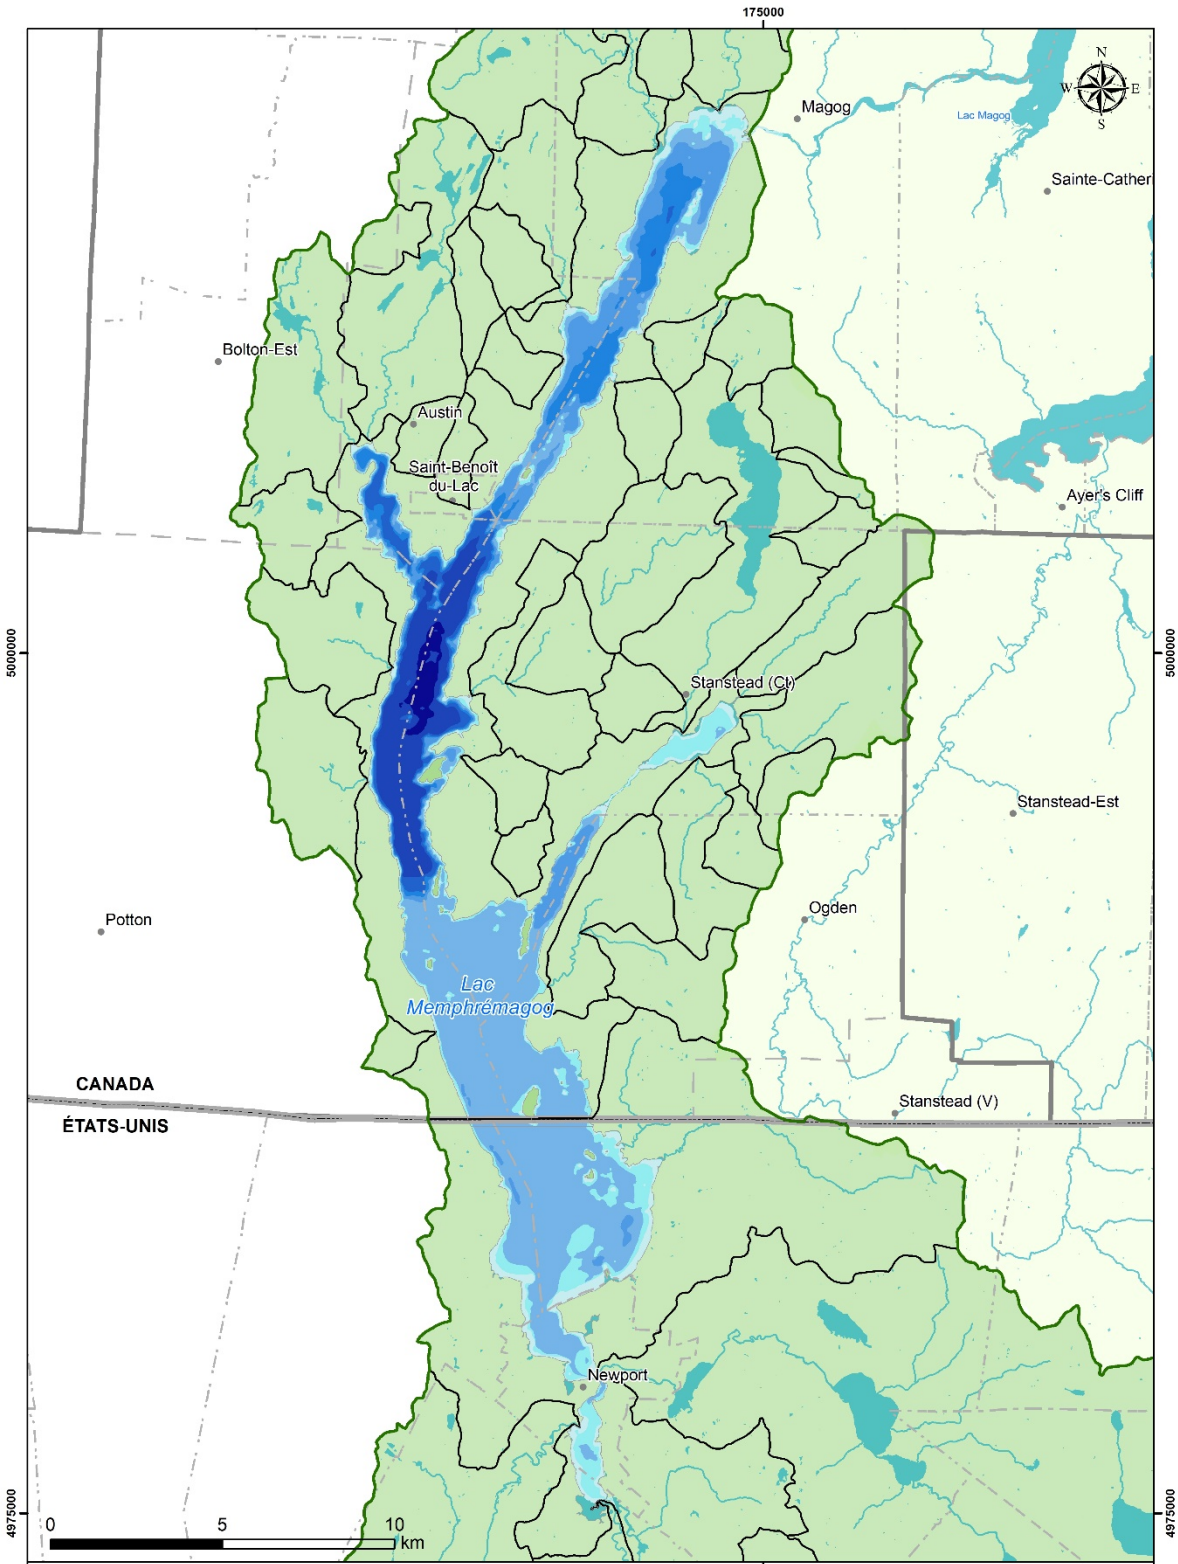 175000
N
W E
S
Magog
Lac Magog
Sainte-Cather
Bolton-Est
Austin
Saint-Benoît
du-Lac
Ayer's Cliff
5000000
5000000
Stanstead (Ct)
Stanstead-Est
Ogden
Potton
Lac
Memphrémagog
CANADA
ÉTATS-UNIS
Stanstead (V)
Newport
4975000
4975000
0 5 10
km